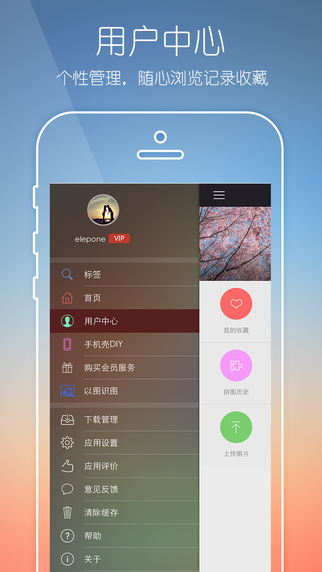 用户中心
个性管理，随心浏览记录收藏
elepone VIP
标签
首页
用户中心
手机壳DIY
购买会员服务
以图识图
下载管理
应用设置
应用评价
意见反馈
清除缓存
帮助
关于
我的收藏
拼图历史
上传图片